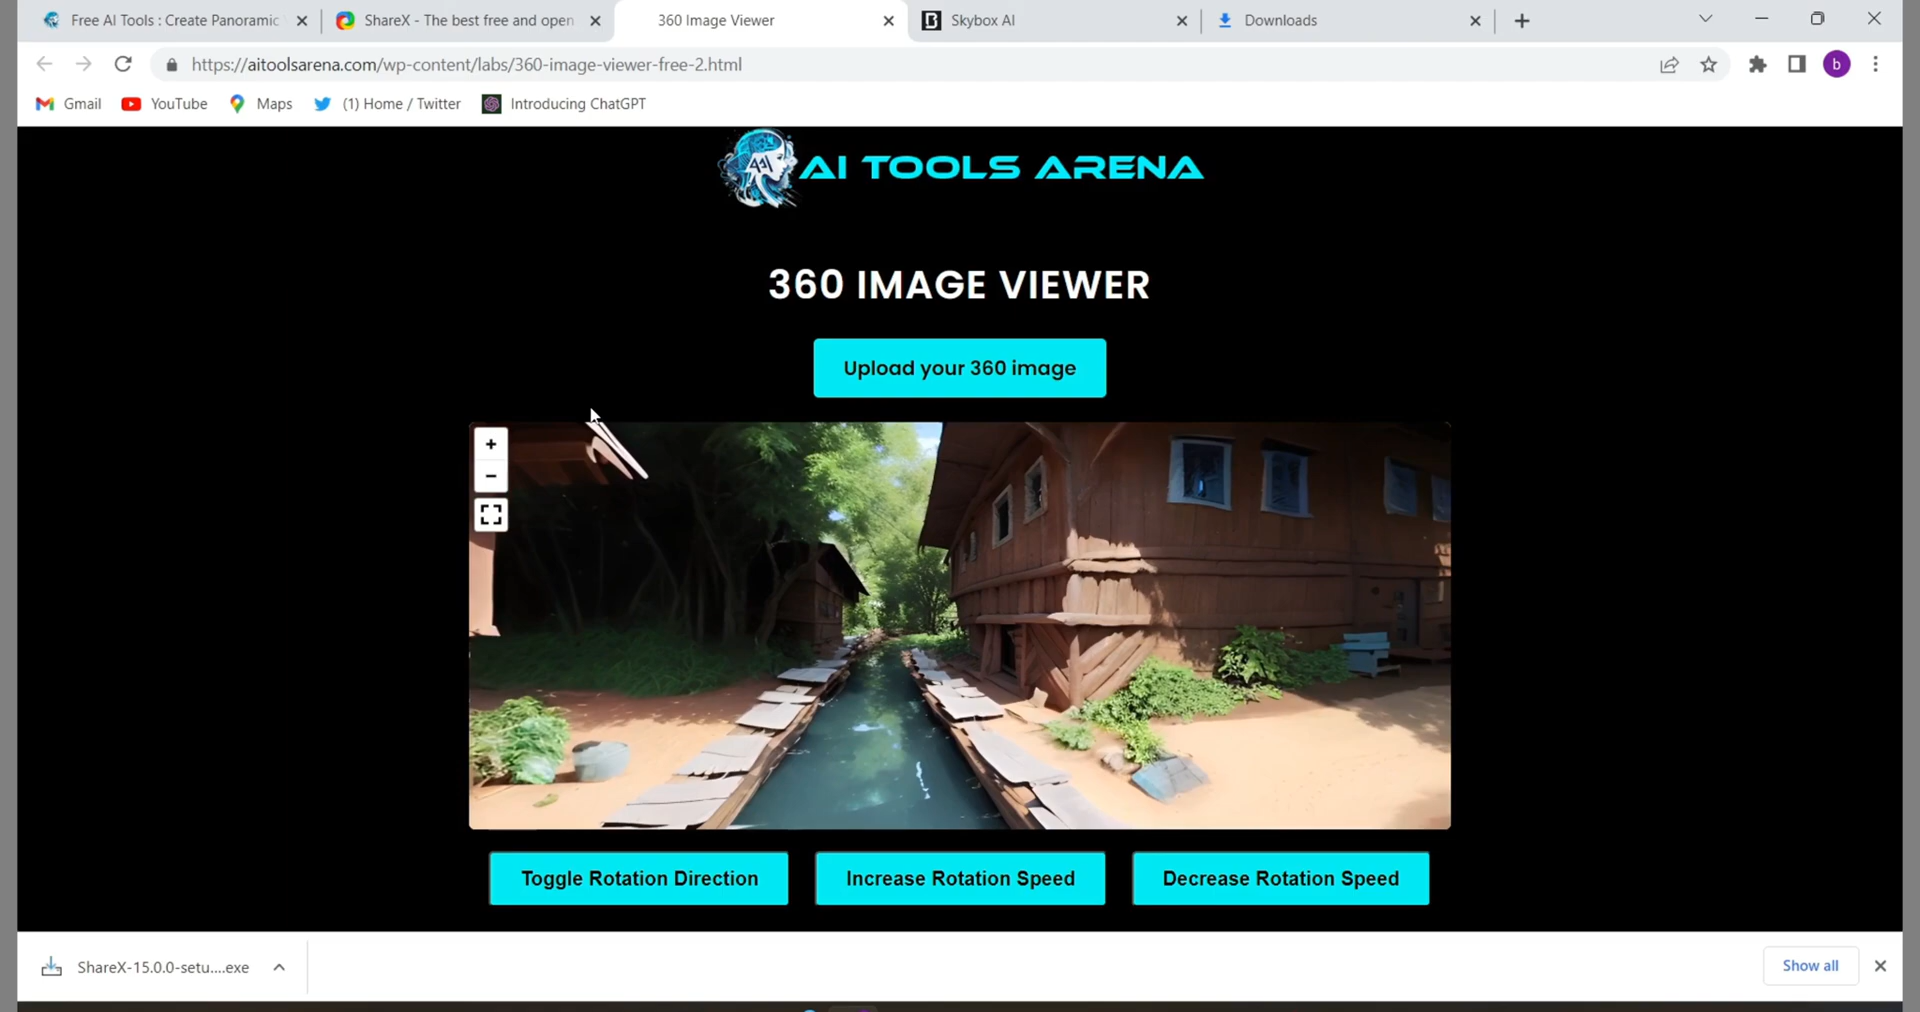 Free AI Tools : Create Panoramic
ShareX - The best free and open
360 Image Viewer
Skybox AI
Downloads
https://aitoolsarena.com/wp-content/labs/360-image-viewer-free-2.html
b
Gmail
YouTube
Maps
(1) Home / Twitter
Introducing ChatGPT
AI TOOLS ARENA
360 IMAGE VIEWER
Upload your 360 image
+
-
Toggle Rotation Direction
Increase Rotation Speed
Decrease Rotation Speed
ShareX-15.0.0-setu....exe
Show all